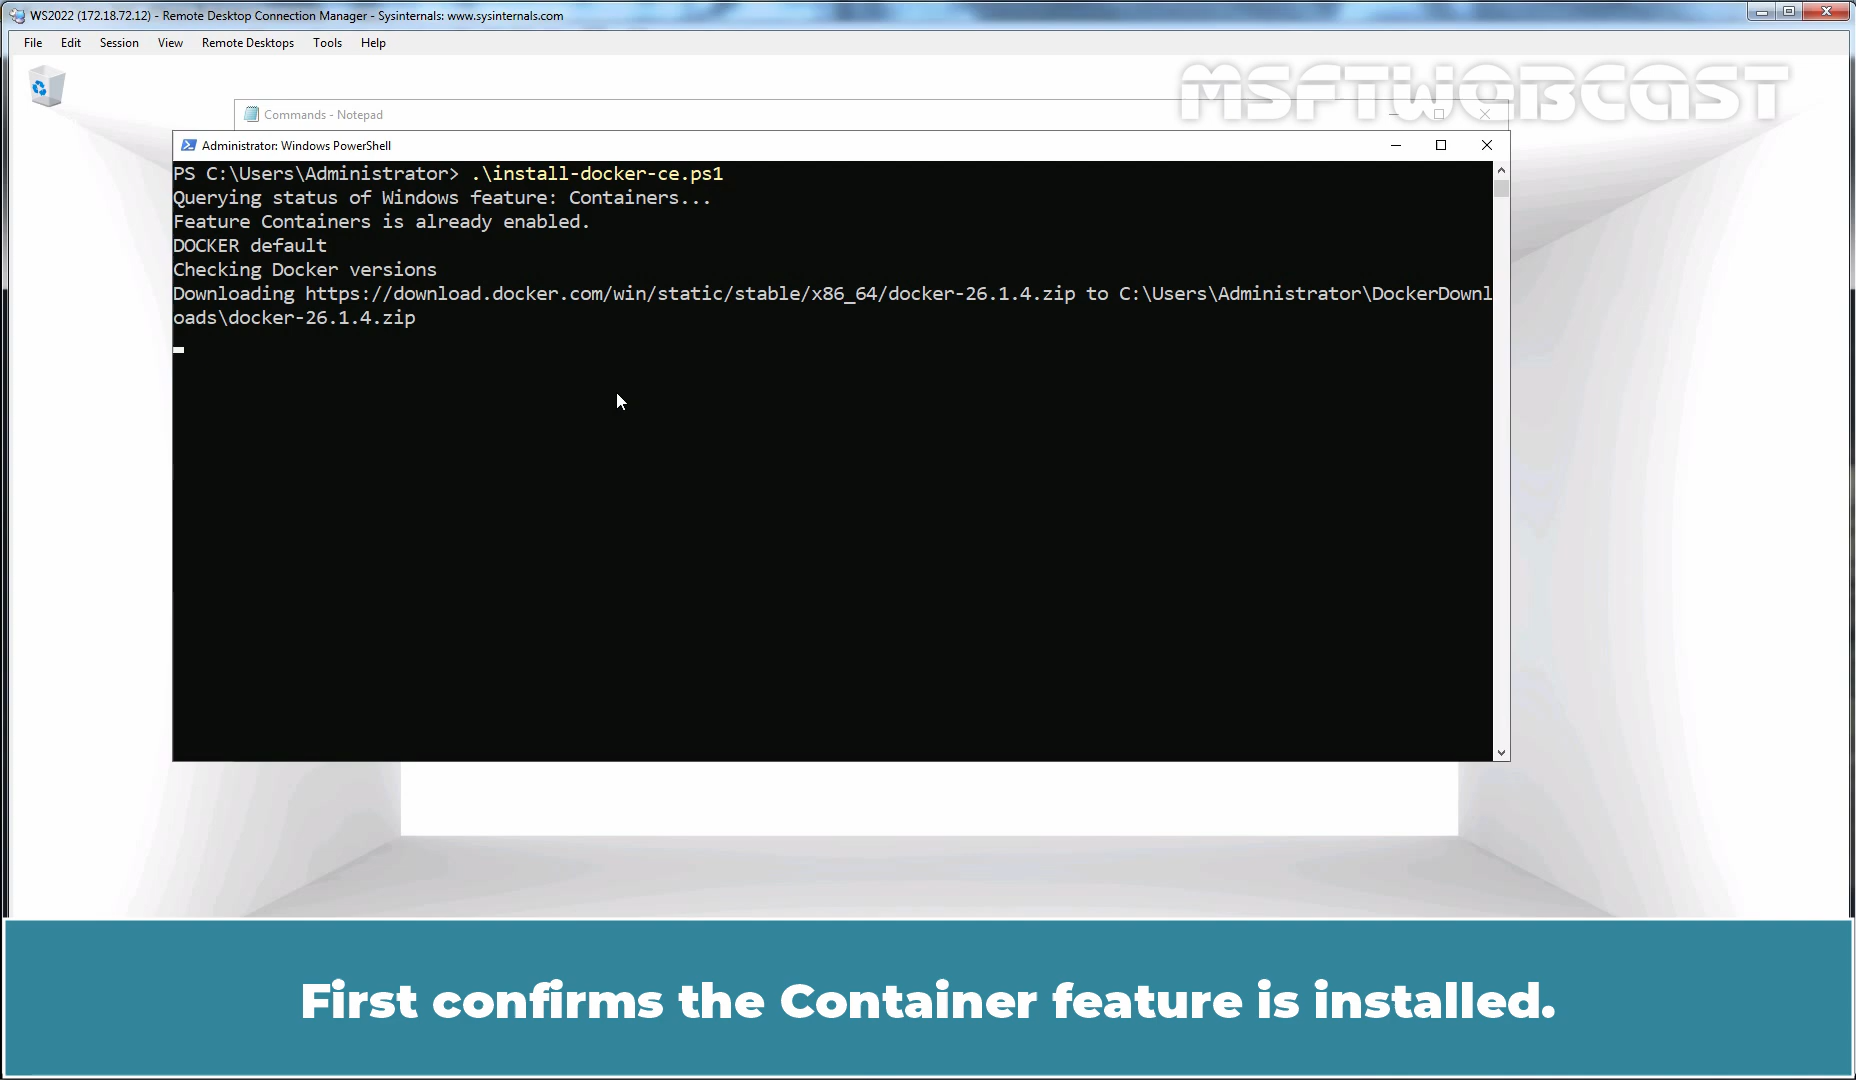 WS2022 (172.18.72.12) - Remote Desktop Connection Manager - Sysinternals: www.sysinternals.com
File Edit Session View Remote Desktops Tools Help
MSFTWEBCAST
Commands - Notepad
Administrator: Windows PowerShell
PS C:\Users\Administrator> .\install-docker-ce.ps1
Querying status of Windows feature: Containers...
Feature Containers is already enabled.
DOCKER default
Checking Docker versions
Downloading https://download.docker.com/win/static/stable/x86_64/docker-26.1.4.zip to C:\Users\Administrator\DockerDownl
oads\docker-26.1.4.zip
First confirms the Container feature is installed.